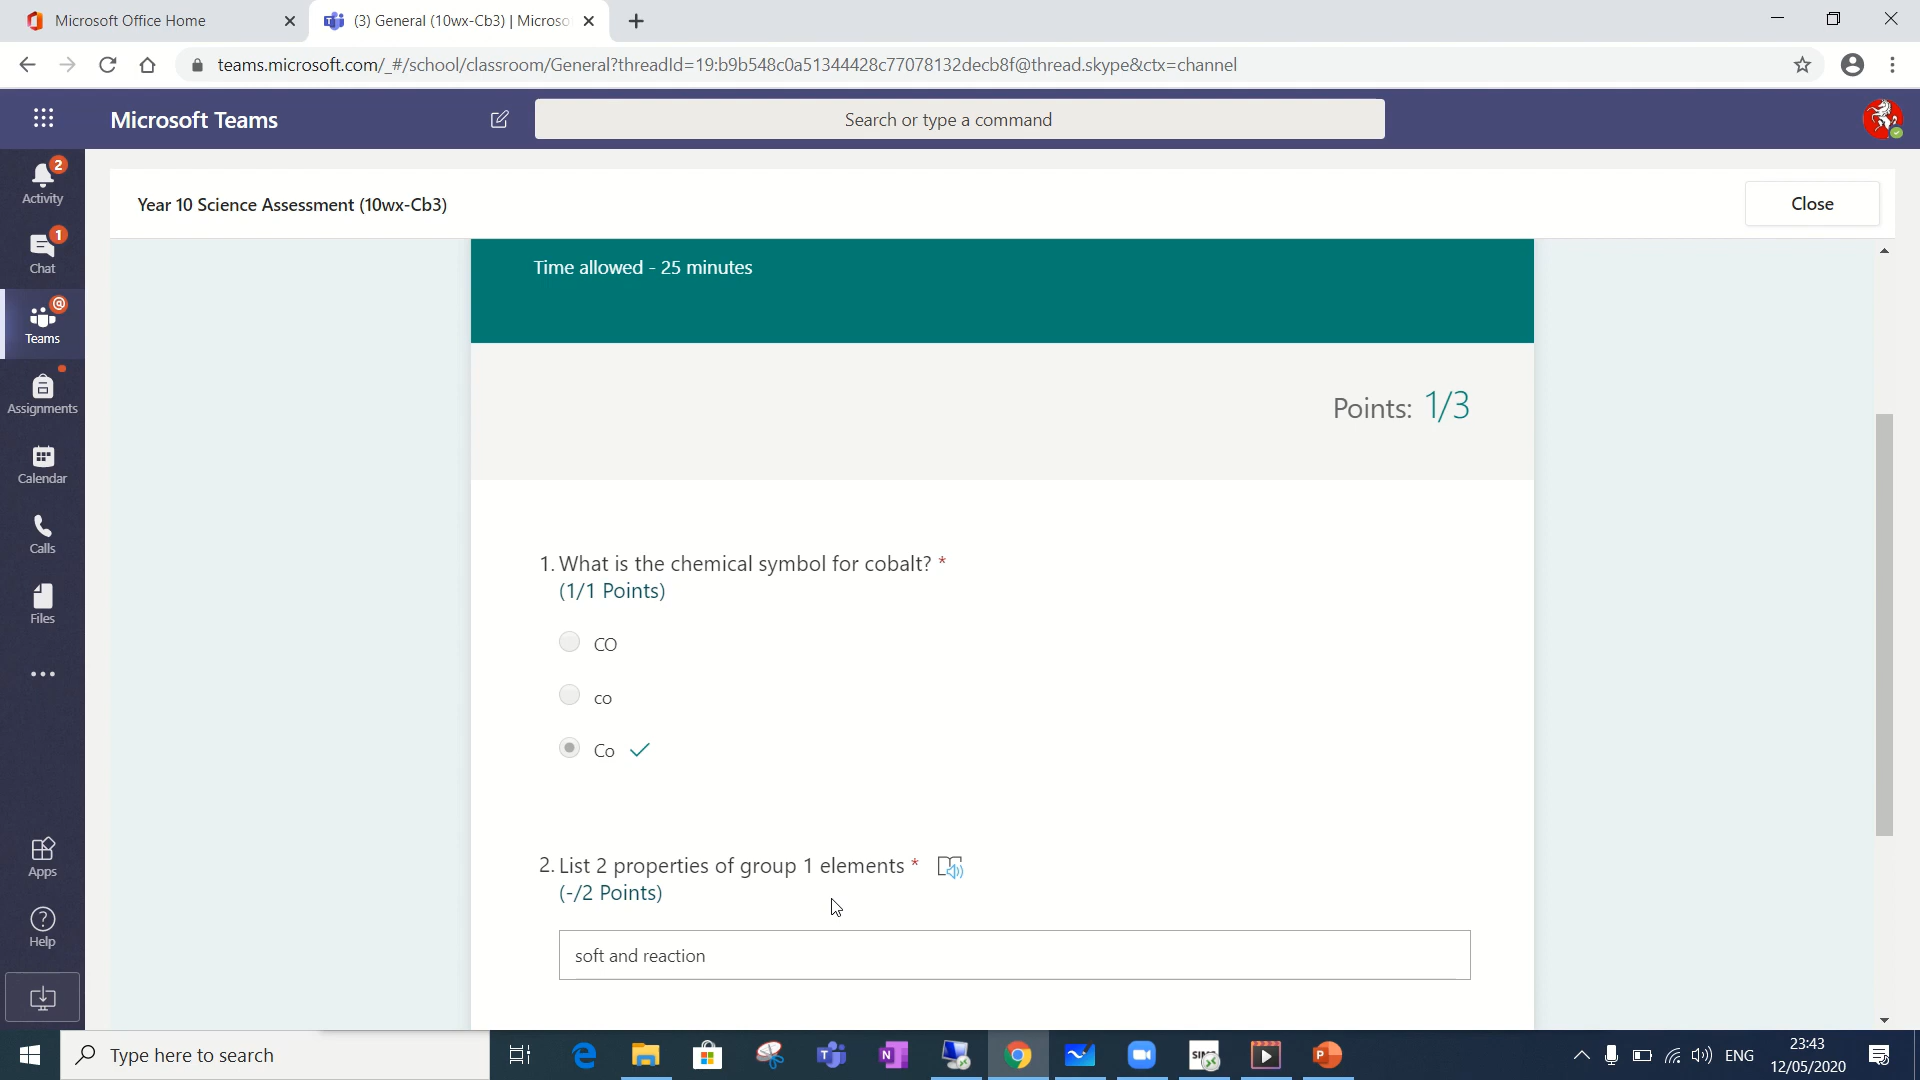 Microsoft Office Home
(3) General (10wx-Cb3) | Microso
teams.microsoft.com/_#/school/classroom/General?threadId=19:b9b548c0a51344428c77078132decb8f@thread.skype&ctx=channel
Microsoft Teams
Search or type a command
2
Activity
1
Chat
@
Teams
Assignments
Calendar
Calls
Files
Apps
Help
Year 10 Science Assessment (10wx-Cb3)
Close
Time allowed - 25 minutes
Points: 1/3
1. What is the chemical symbol for cobalt? *
(1/1 Points)
CO
co
Co
2. List 2 properties of group 1 elements *
(-/2 Points)
soft and reaction
Type here to search
ENG
23:43
12/05/2020